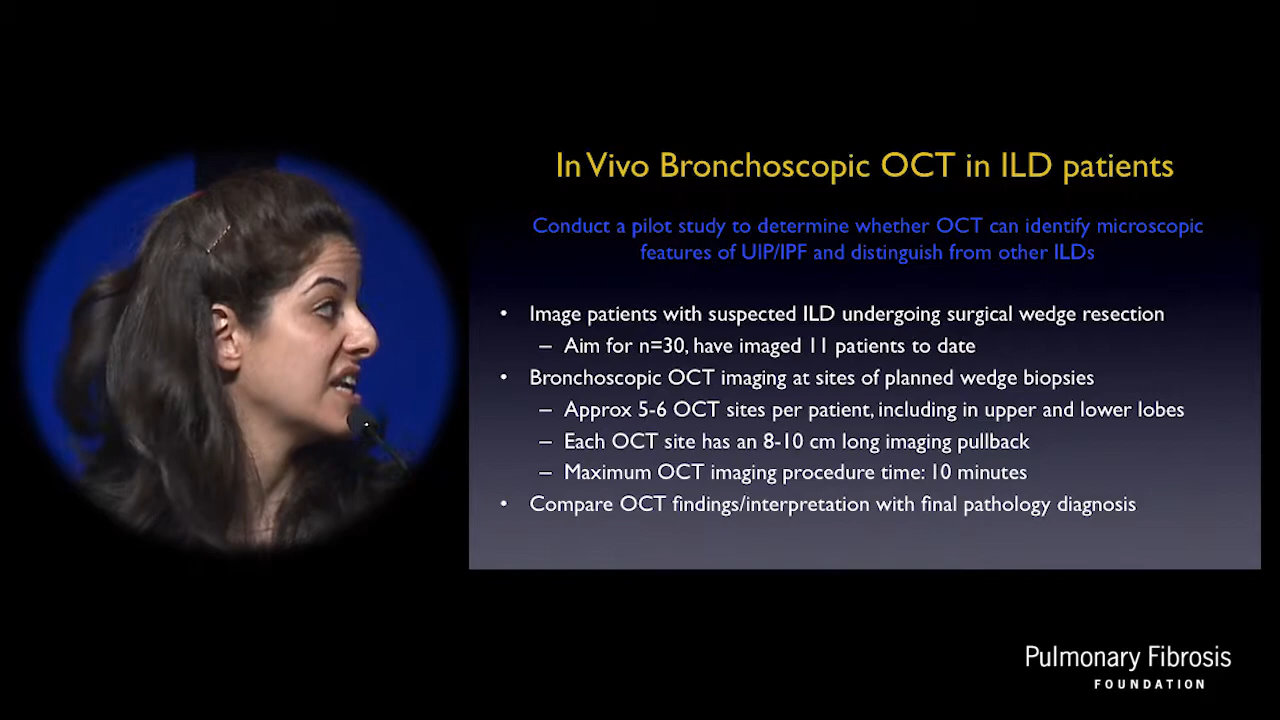 In Vivo Bronchoscopic OCT in ILD patients
Conduct a pilot study to determine whether OCT can identify microscopic
features of UIP/IPF and distinguish from other ILDs
• Image patients with suspected ILD undergoing surgical wedge resection
– Aim for n=30, have imaged 11 patients to date
• Bronchoscopic OCT imaging at sites of planned wedge biopsies
– Approx 5-6 OCT sites per patient, including in upper and lower lobes
– Each OCT site has an 8-10 cm long imaging pullback
– Maximum OCT imaging procedure time: 10 minutes
• Compare OCT findings/interpretation with final pathology diagnosis
Pulmonary Fibrosis
FOUNDATION